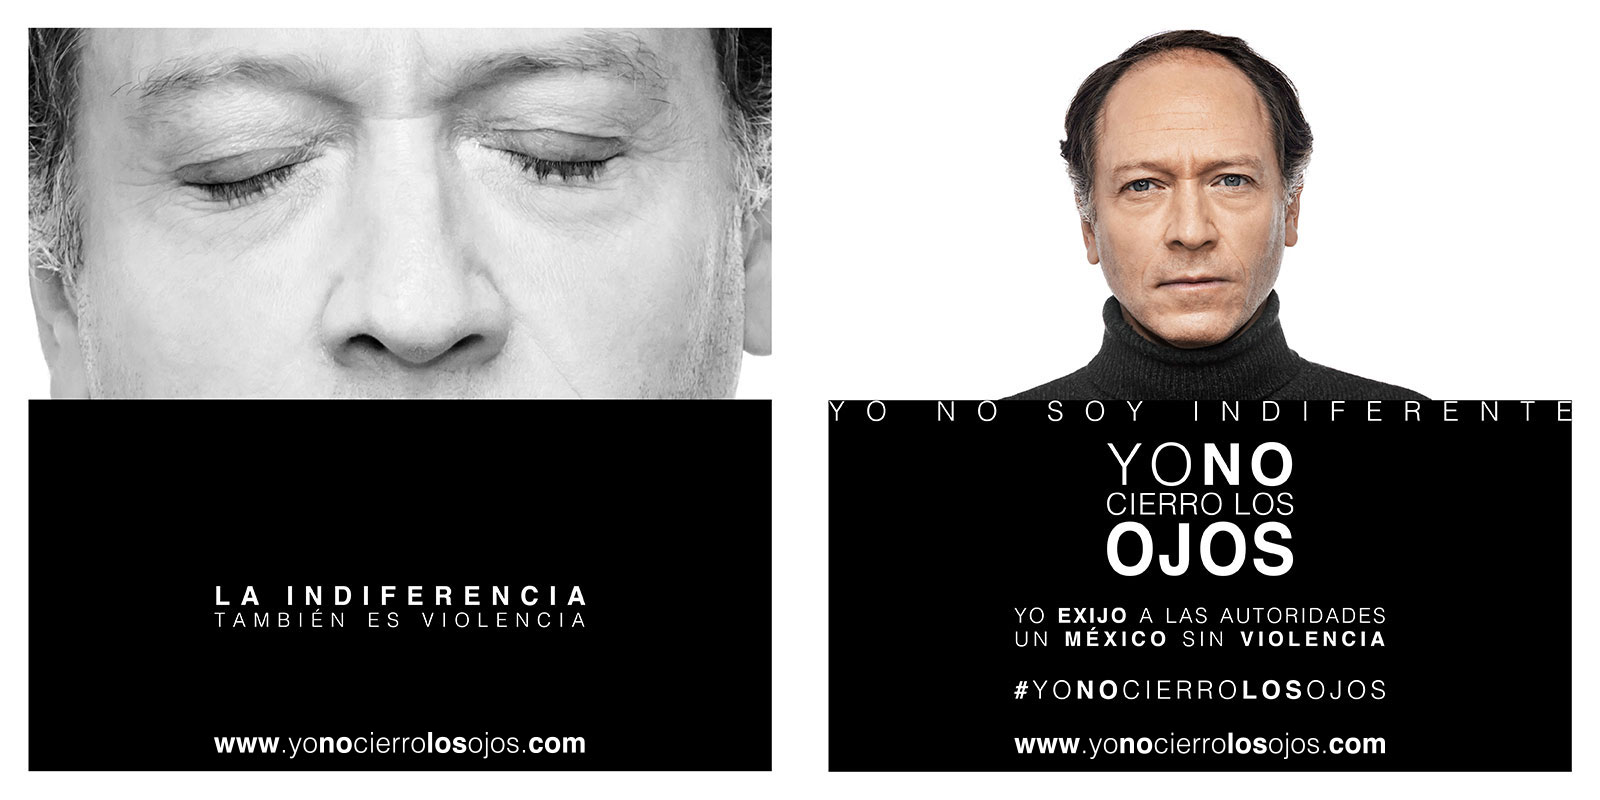 LA INDIFERENCIA
TAMBIÉN ES VIOLENCIA
www.yonocierrolosojos.com
YO NO SOY INDIFERENTE
YONO
CIERRO LOS
OJOS
YO EXIJO A LAS AUTORIDADES
UN MÉXICO SIN VIOLENCIA
#YONOCIERROLOSOJOS
www.yonocierrolosojos.com